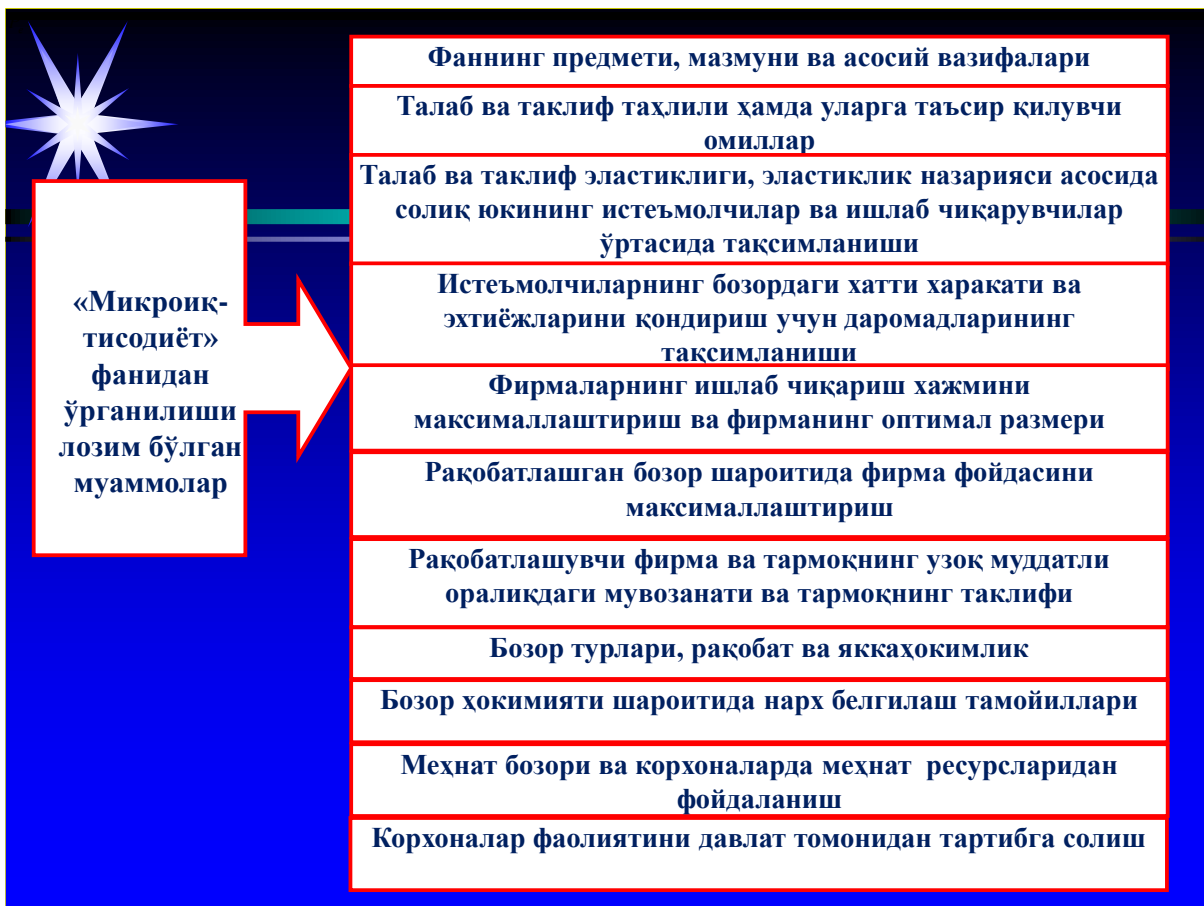 Фаннинг предмети, мазмуни ва асосий вазифалари
Талаб ва таклиф таҳлили ҳамда уларга таъсир қилувчи
омиллар
Талаб ва таклиф эластиклиги, эластиклик назарияси асосида
солиқ юкининг истеъмолчилар ва ишлаб чиқарувчилар
ўртасида тақсимланиши
«Микроиқ-
тисодиёт»
фанидан
ўрганилиши
лозим бўлган
муаммолар
Истеъмолчиларнинг бозордаги хатти харакати ва
эхтиёжларини қондириш учун даромадларининг
тақсимланиши
Фирмаларнинг ишлаб чиқариш хажмини
максималлаштириш ва фирманинг оптимал размери
Рақобатлашган бозор шароитида фирма фойдасини
максималлаштириш
Рақобатлашувчи фирма ва тармоқнинг узоқ муддатли
оралиқдаги мувозанати ва тармоқнинг таклифи
Бозор турлари, рақобат ва яккаҳокимлик
Бозор ҳокимияти шароитида нарх белгилаш тамойиллари
Меҳнат бозори ва корхоналарда меҳнат ресурсларидан
фойдаланиш
Корхоналар фаолиятини давлат томонидан тартибга солиш